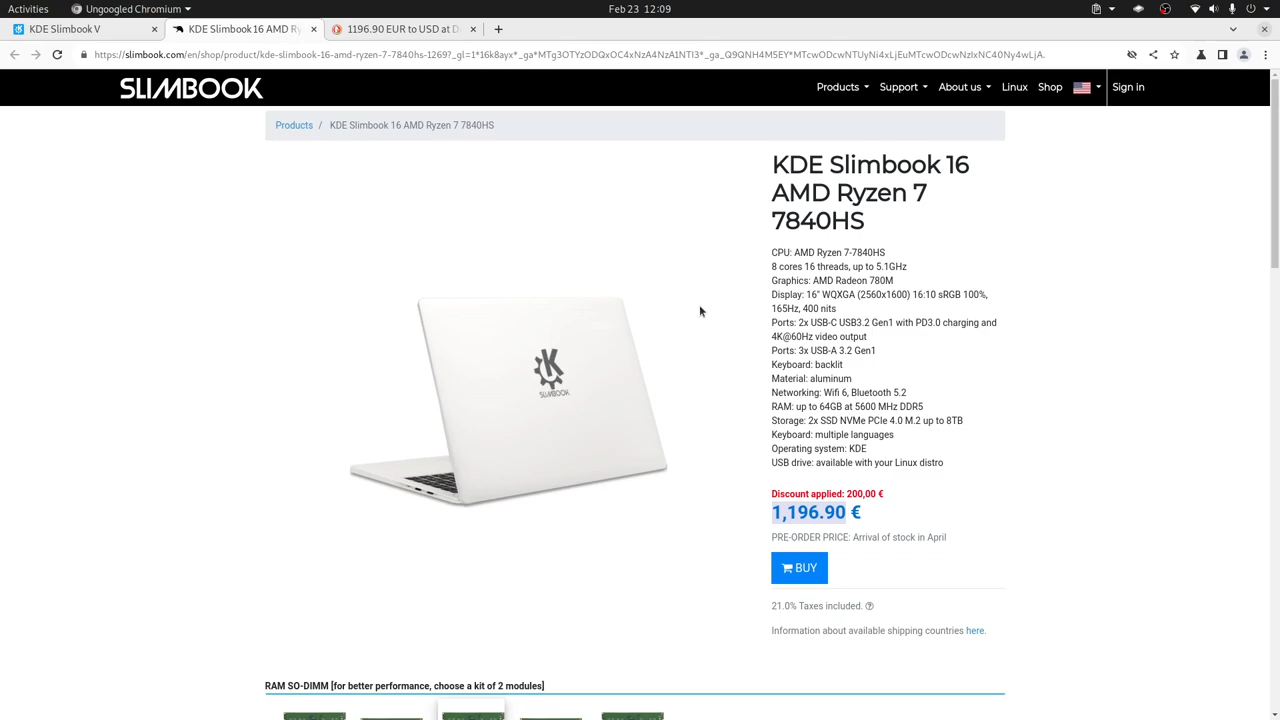 Activities
Ungoogled Chromium
Feb 23 12:09
KDE Slimbook V
KDE Slimbook 16 AMD Ry
1196.90 EUR to USD at D
https://slimbook.com/en/shop/product/kde-slimbook-16-amd-ryzen-7-7840hs-1269?_gl=1*16k8ayx*_ga*MTg3OTYzODQxOC4xNzA4NzA1NTI3*_ga_Q9QNH4M5EY*MTcwODcwNTUyNi4xLjEuMTcwODcwNzIxNC40Ny4wLjA.
SLIMBOOK
Products
Support
About us
Linux
Shop
Sign in
Products / KDE Slimbook 16 AMD Ryzen 7 7840HS
KDE Slimbook 16
AMD Ryzen 7
7840HS
CPU: AMD Ryzen 7-7840HS
8 cores 16 threads, up to 5.1GHz
Graphics: AMD Radeon 780M
Display: 16" WQXGA (2560x1600) 16:10 sRGB 100%,
165Hz, 400 nits
Ports: 2x USB-C USB3.2 Gen1 with PD3.0 charging and
4K@60Hz video output
Ports: 3x USB-A 3.2 Gen1
Keyboard: backlit
Material: aluminum
Networking: Wifi 6, Bluetooth 5.2
RAM: up to 64GB at 5600 MHz DDR5
Storage: 2x SSD NVMe PCIe 4.0 M.2 up to 8TB
Keyboard: multiple languages
Operating system: KDE
USB drive: available with your Linux distro
K
SLIMBOOK
Discount applied: 200,00 €
1,196.90 €
PRE-ORDER PRICE: Arrival of stock in April
BUY
21.0% Taxes included.
Information about available shipping countries here.
RAM SO-DIMM [for better performance, choose a kit of 2 modules]